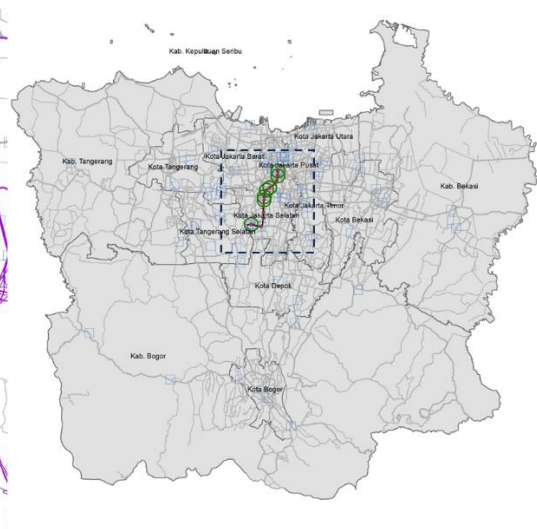 Kab. Kepulauan Seribu
Kota Jakarta Utara
Kota Jakarta Barat
Kota Jakarta Pusat
Kab. Tangerang
Kota Tangerang
Kab. Bekasi
Kota Jakarta Timur
Kota Jakarta Selatan
Kota Bekasi
Kota Tangerang Selatan
Kota Depok
Kab. Bogor
Kota Bogor